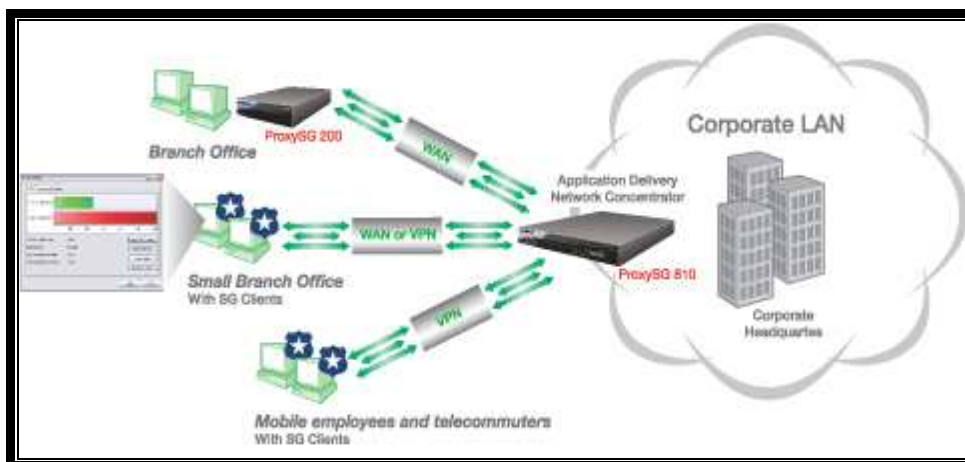 ProxySG 200
Branch Office
WAN
Corporate LAN
Application Delivery
Network Concentrator
WAN or VPN
ProxySG 810
Small Branch Office
With SG Clients
VPN
Corporate
Headquartes
Mobile employees and telecommuters
With SG Clients